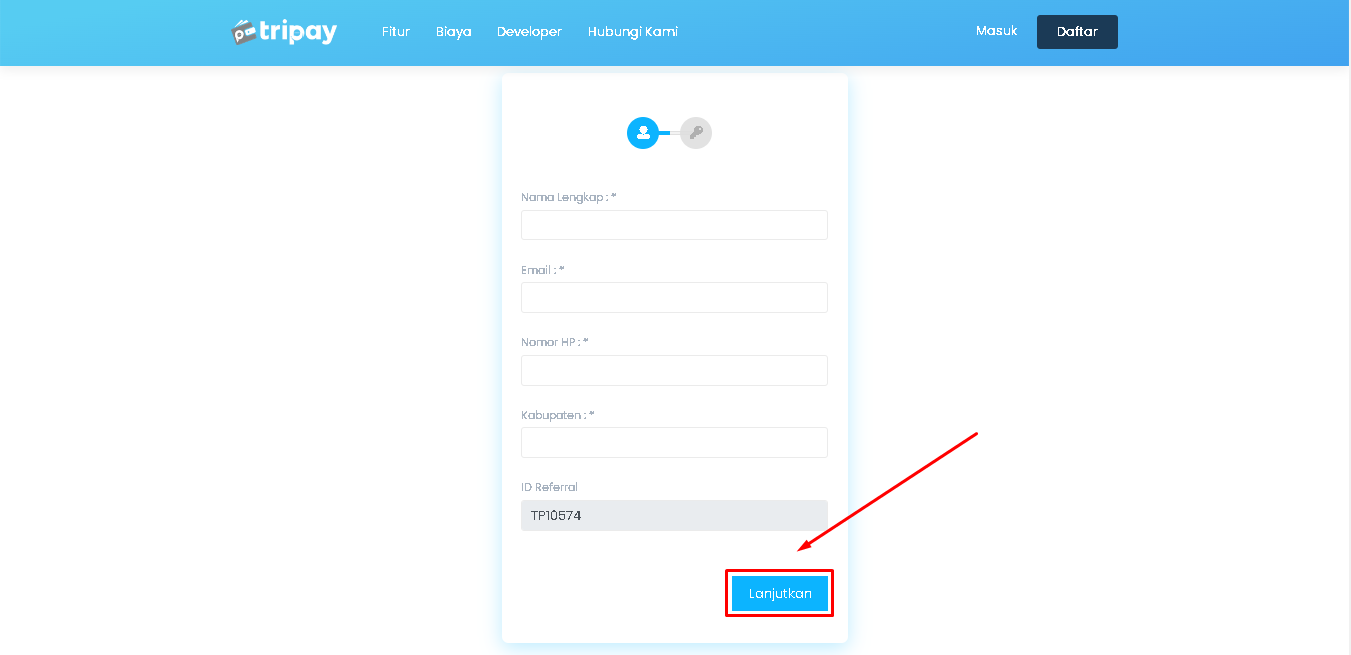 tripay Fitur Biaya Developer Hubungi Kami Masuk Daftar
Nama Lengkap : *
Email : *
Nomor HP : *
Kabupaten : *
ID Referral
TP10574
Lanjutkan